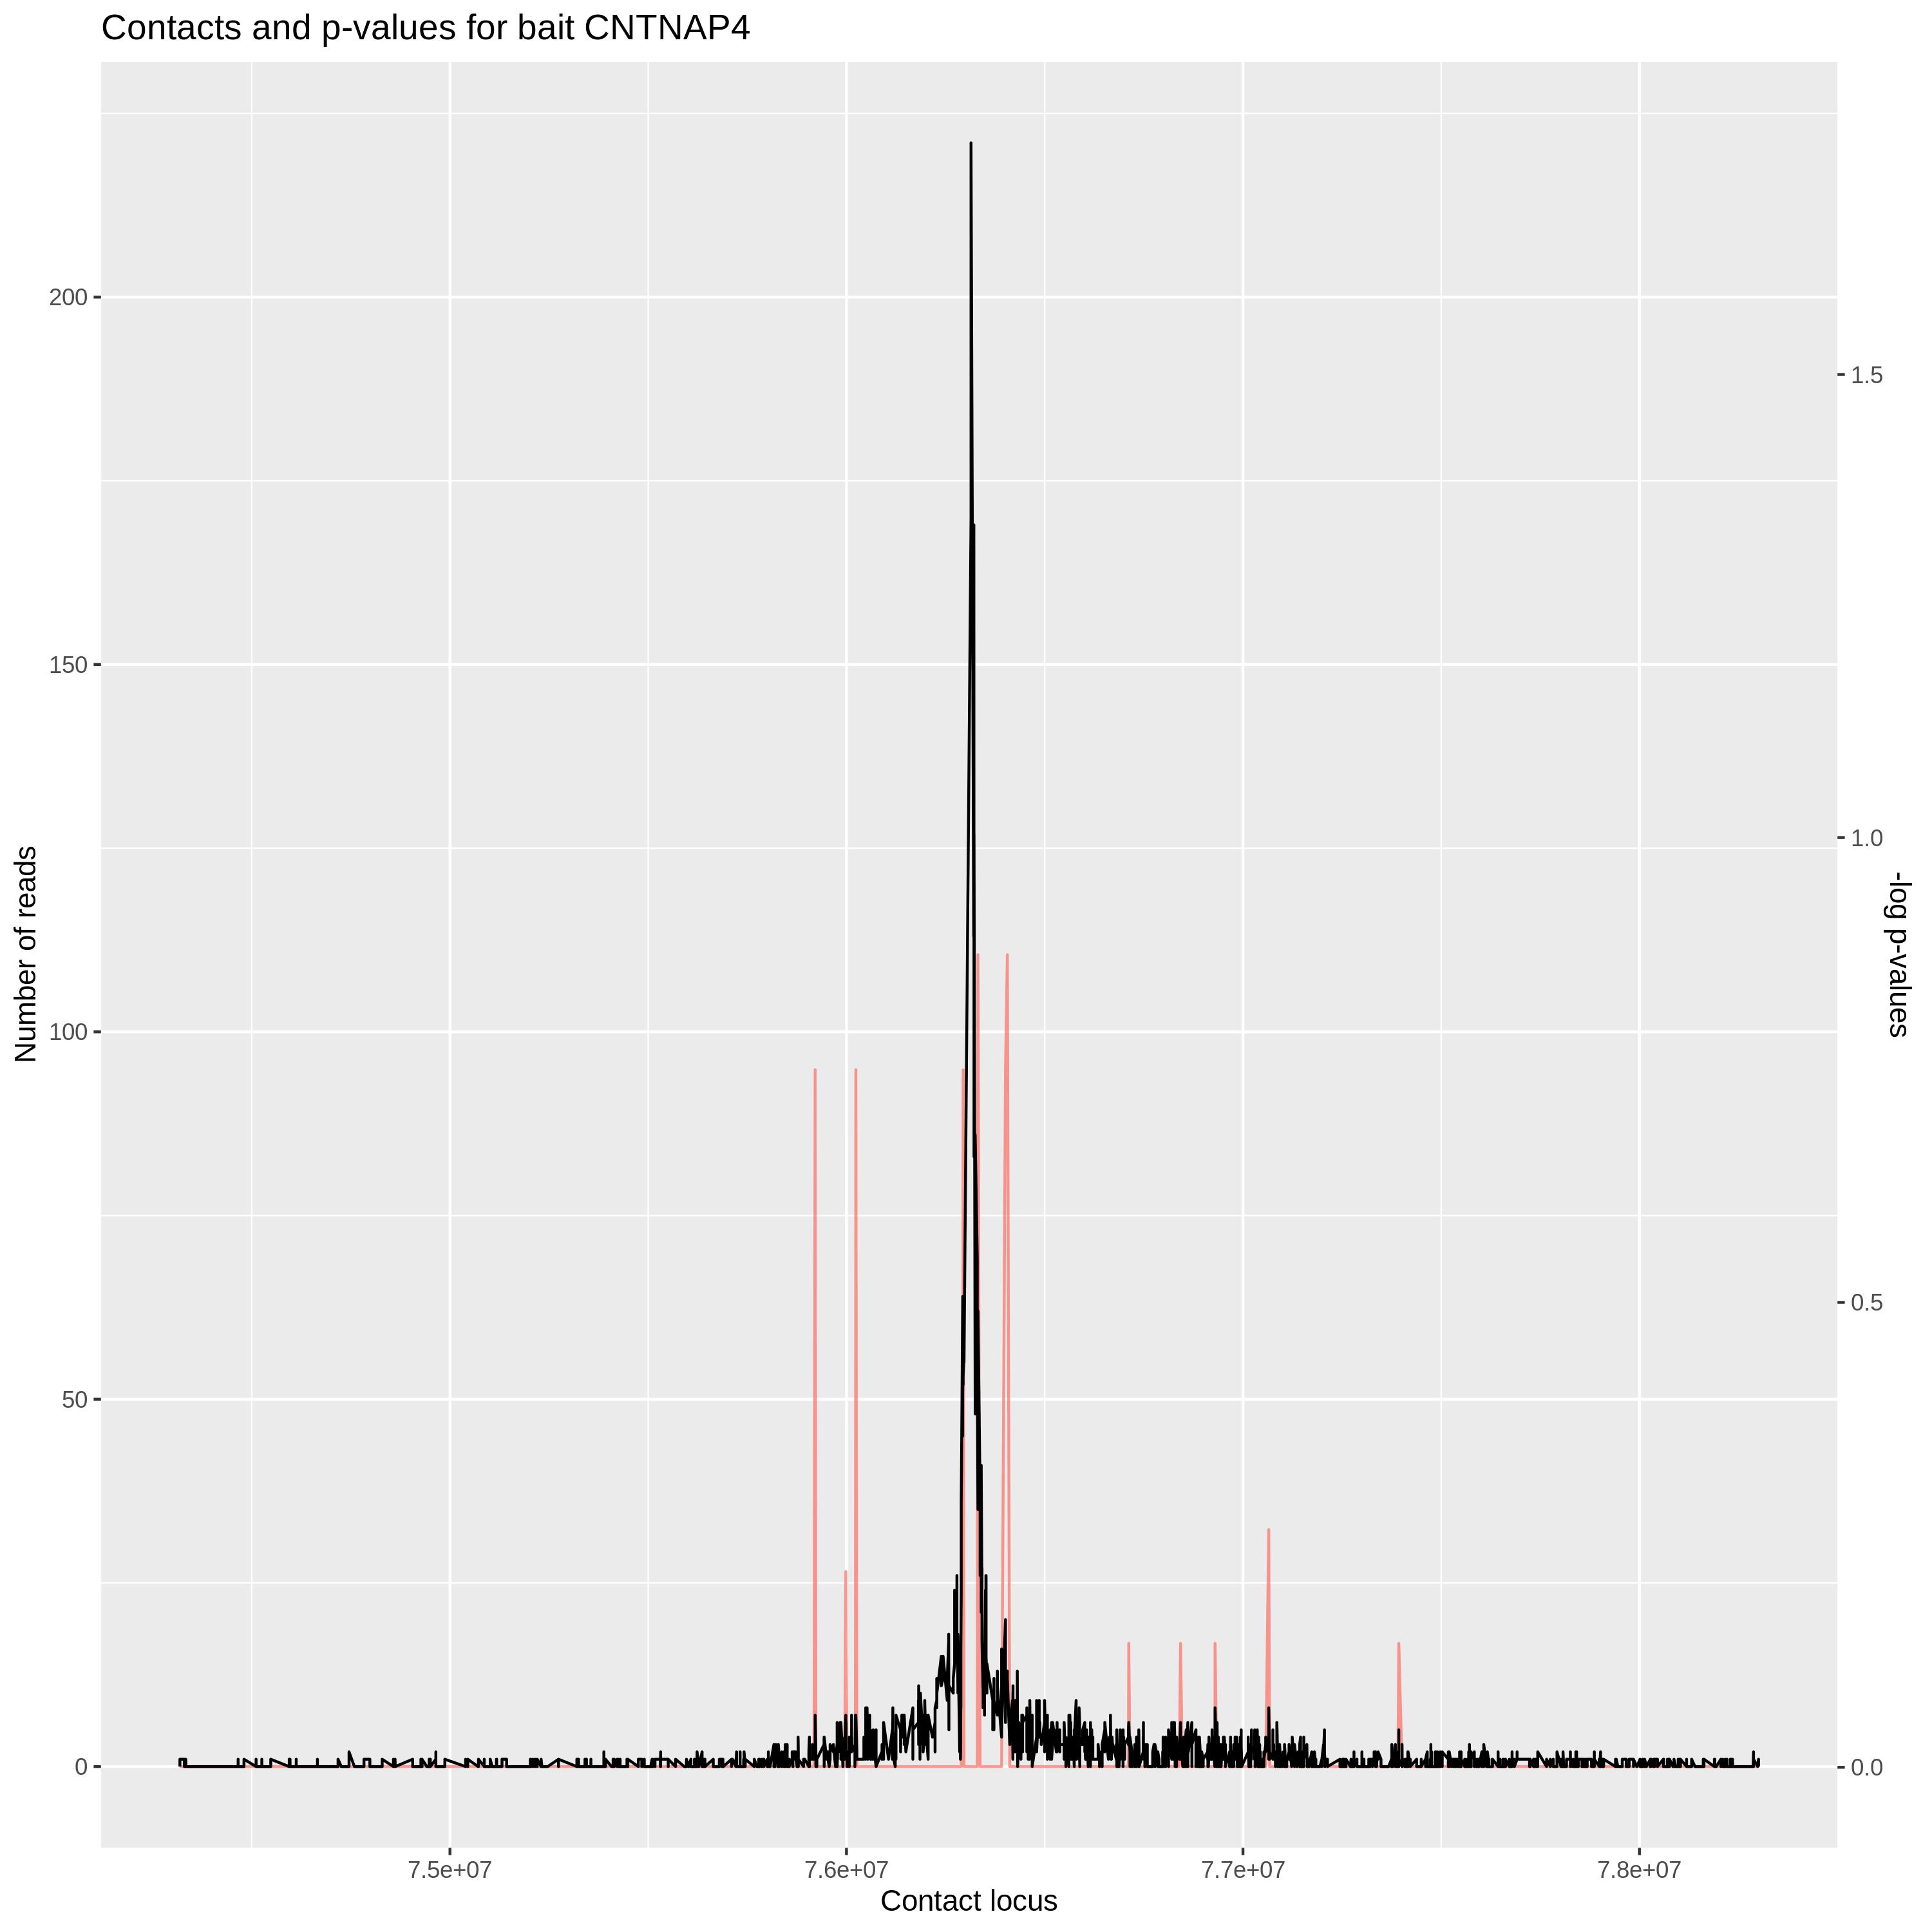 Contacts and p-values for bait CNTNAP4
200
150
100
50
0
Number of reads
1.5
1.0
0.5
0.0
-log p-values
7.5e+07
7.6e+07
7.7e+07
7.8e+07
Contact locus